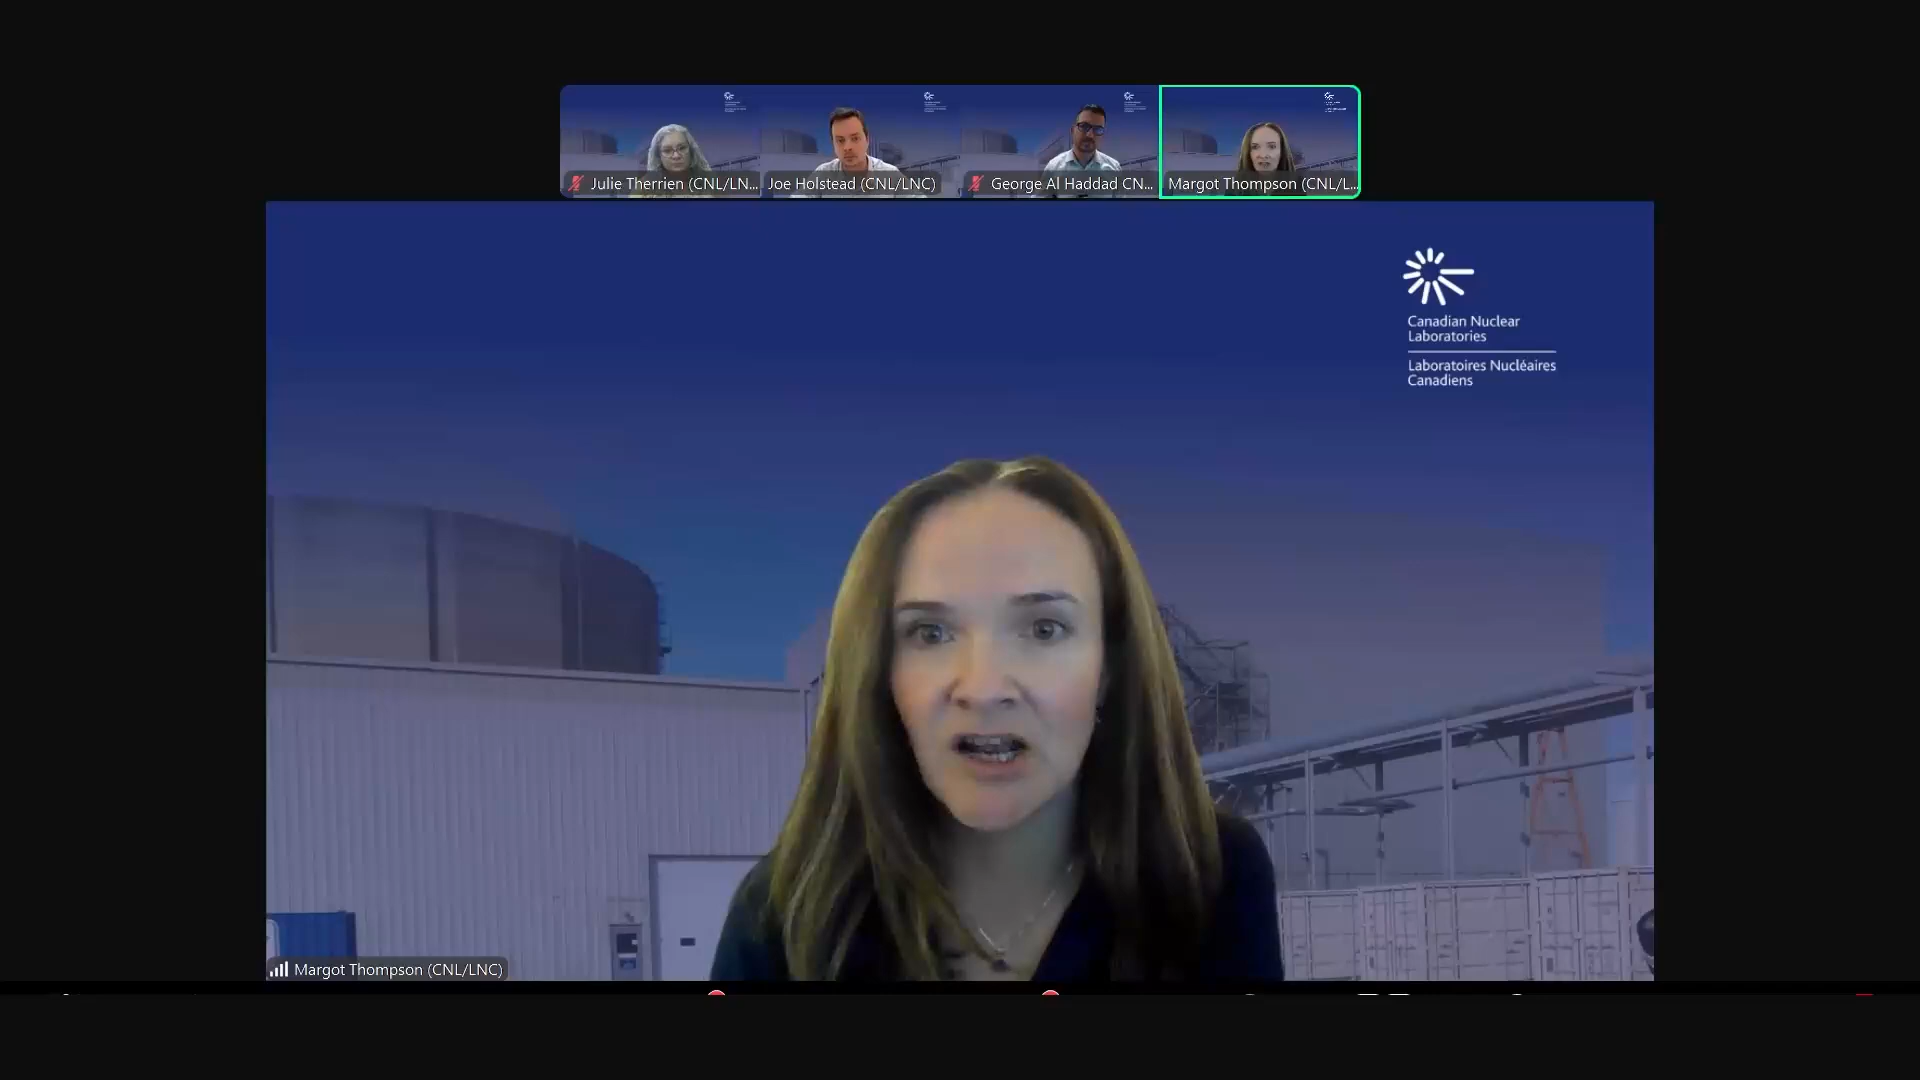 Julie Therrien (CNL/LN...
Joe Holstead (CNL/LNC)
George Al Haddad CN...
Margot Thompson (CNL/L...
Canadian Nuclear
Laboratories
Laboratoires Nucléaires
Canadiens
Margot Thompson (CNL/LNC)